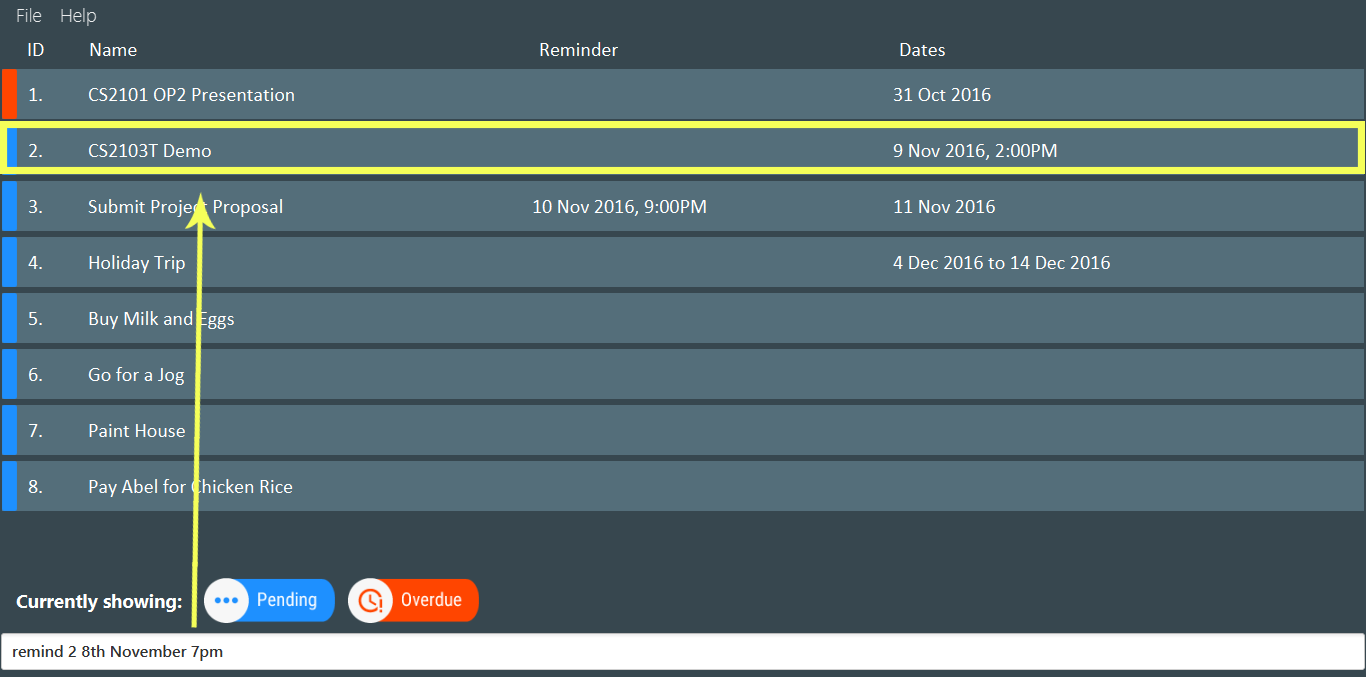 File Help
ID Name Reminder Dates
1. CS2101 OP2 Presentation 31 Oct 2016
2. CS2103T Demo 9 Nov 2016, 2:00PM
3. Submit Project Proposal 10 Nov 2016, 9:00PM 11 Nov 2016
4. Holiday Trip 4 Dec 2016 to 14 Dec 2016
5. Buy Milk and Eggs
6. Go for a Jog
7. Paint House
8. Pay Abel for Chicken Rice
Currently showing: Pending Overdue
remind 2 8th November 7pm